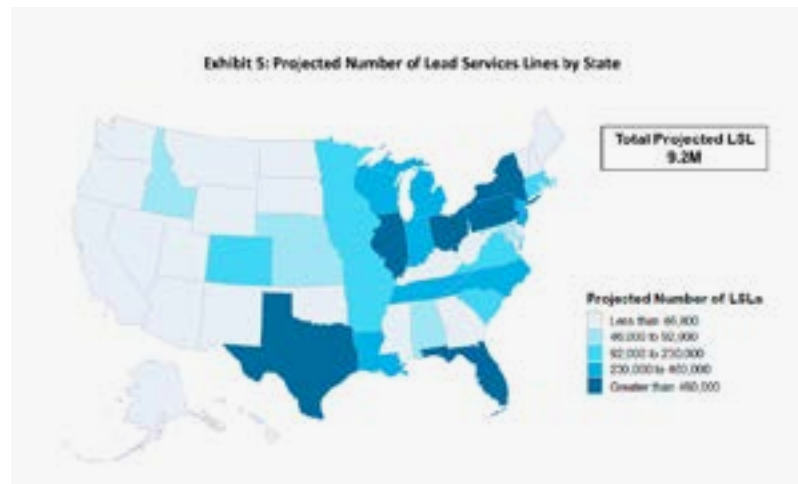 Exhibit 5: Projected Number of Lead Services Lines by State
Total Projected LSL
9.2M
Projected Number of LSLs
Less than 46,000
46,000 to 92,000
92,000 to 230,000
230,000 to 460,000
Greater than 460,000